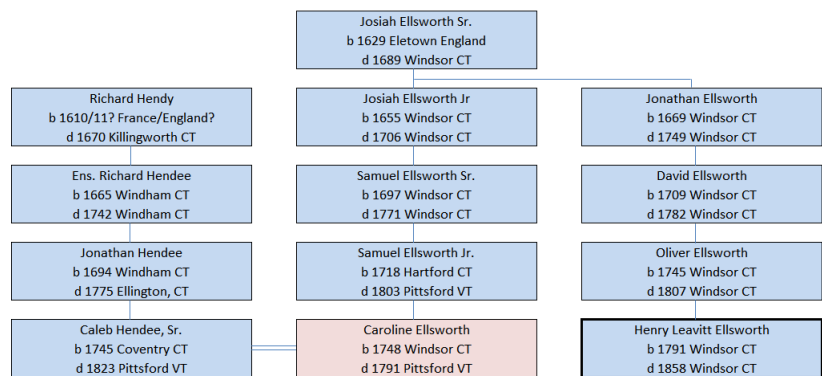 Josiah Ellsworth Sr.
b 1629 Eletown England
d 1689 Windsor CT
Richard Hendy
b 1610/11? France/England?
d 1670 Killingworth CT
Josiah Ellsworth Jr
b 1655 Windsor CT
d 1706 Windsor CT
Jonathan Ellsworth
b 1669 Windsor CT
d 1749 Windsor CT
Ens. Richard Hendee
b 1665 Windham CT
d 1742 Windham CT
Samuel Ellsworth Sr.
b 1697 Windsor CT
d 1771 Windsor CT
David Ellsworth
b 1709 Windsor CT
d 1782 Windsor CT
Jonathan Hendee
b 1694 Windham CT
d 1775 Ellington, CT
Samuel Ellsworth Jr.
b 1718 Hartford CT
d 1803 Pittsford VT
Oliver Ellsworth
b 1745 Windsor CT
d 1807 Windsor CT
Caleb Hendee, Sr.
b 1745 Coventry CT
d 1823 Pittsford VT
Caroline Ellsworth
b 1748 Windsor CT
d 1791 Pittsford VT
Henry Leavitt Ellsworth
b 1791 Windsor CT
d 1858 Windsor CT